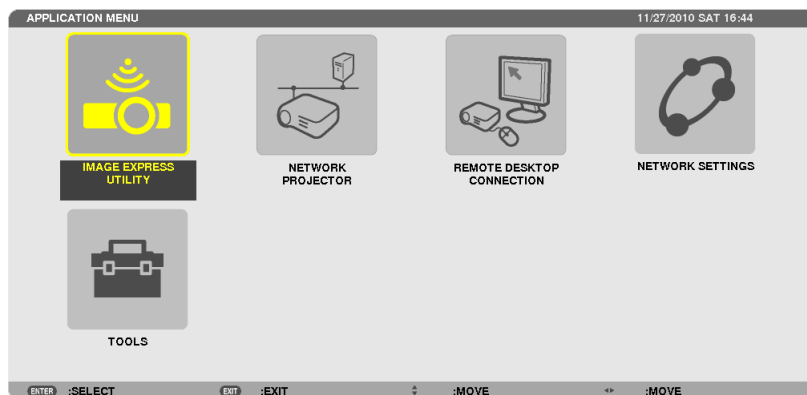 APPLICATION MENU 11/27/2010 SAT 16:44
IMAGE EXPRESS
UTILITY
NETWORK
PROJECTOR
REMOTE DESKTOP
CONNECTION
NETWORK SETTINGS
TOOLS
ENTER :SELECT EXIT :EXIT :MOVE :MOVE